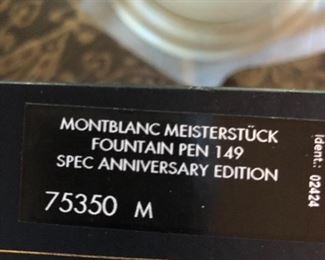 MONTBLANC MEISTERSTÜCK
FOUNTAIN PEN 149
SPEC ANNIVERSARY EDITION
75350 M
Ident.: 02424